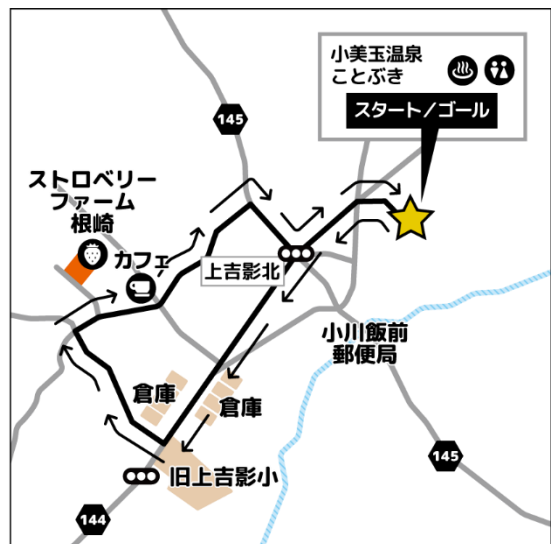 小美玉温泉
ことぶき
スタート／ゴール
145
ストロベリー
ファーム
根崎
カフェ
上吉影北
小川飯前
郵便局
倉庫
倉庫
旧上吉影小
145
144